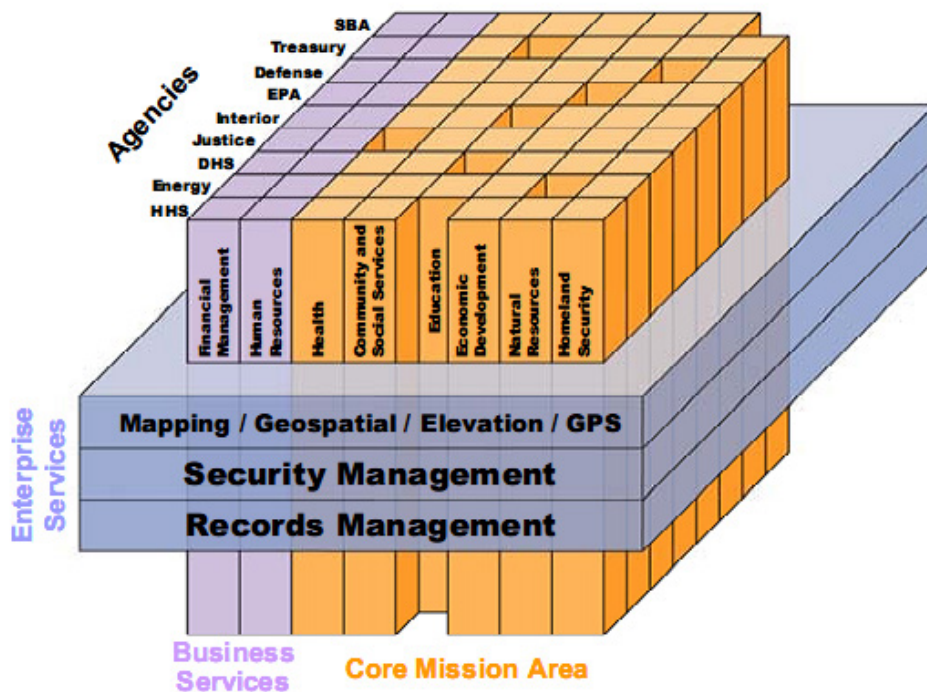 SBA
Treasury
Defense
EPA
Interior
Justice
DHS
Energy
HHS
Agencies
Financial
Management
Human
Resources
Health
Community and
Social Services
Education
Economic
Development
Natural
Resources
Homeland
Security
Enterprise
Services
Mapping / Geospatial / Elevation / GPS
Security Management
Records Management
Business
Services
Core Mission Area